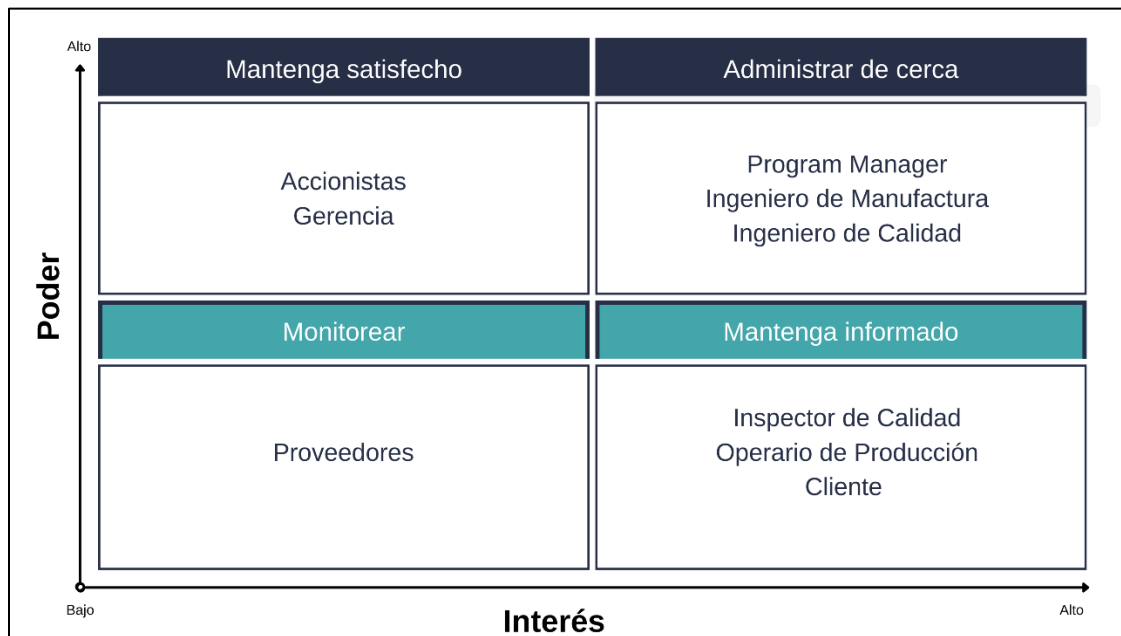 Alto
Mantenga satisfecho
Administrar de cerca
Accionistas
Gerencia
Program Manager
Ingeniero de Manufactura
Ingeniero de Calidad
Poder
Monitorear
Mantenga informado
Proveedores
Inspector de Calidad
Operario de Producción
Cliente
Bajo
Interés
Alto